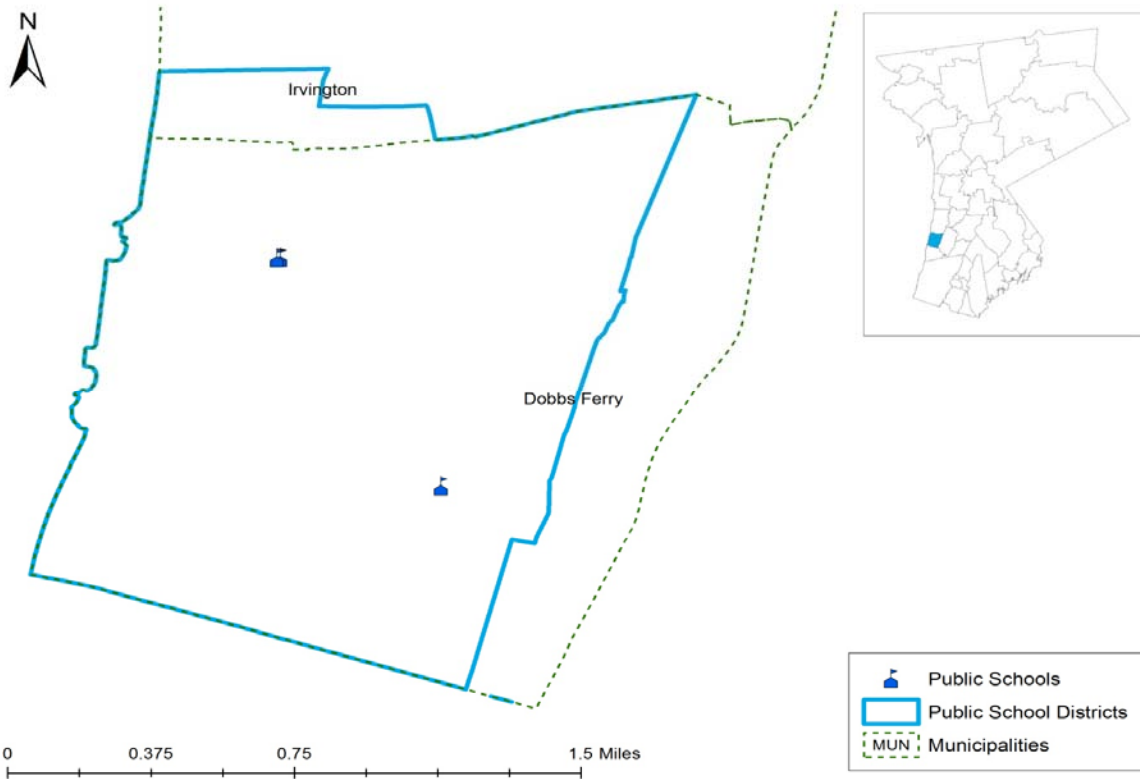 N
Irvington
Dobbs Ferry
0 0.375 0.75 1.5 Miles
Public Schools
Public School Districts
MUN Municipalities